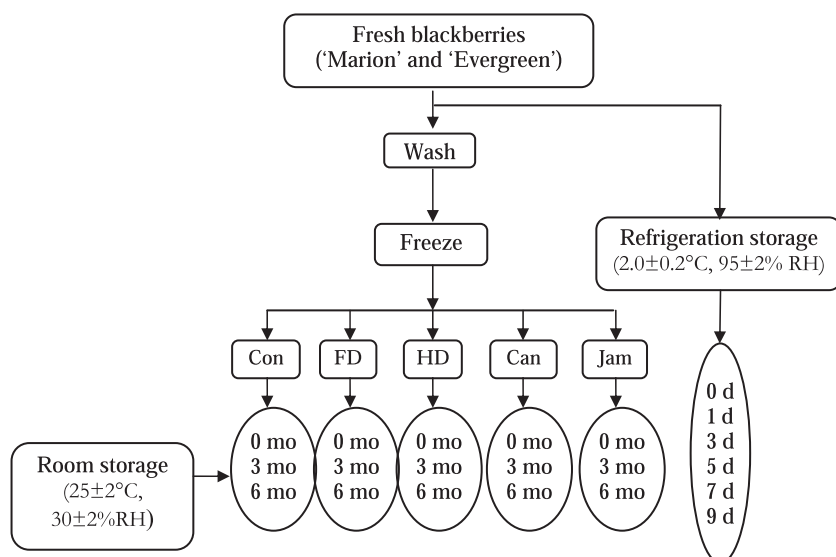 Fresh blackberries
(‘Marion’ and ‘Evergreen’)
Wash
Freeze
Refrigeration storage
(2.0±0.2°C, 95±2% RH)
Con
FD
HD
Can
Jam
Room storage
(25±2°C,
30±2%RH)
0 mo
3 mo
6 mo
0 mo
3 mo
6 mo
0 mo
3 mo
6 mo
0 mo
3 mo
6 mo
0 mo
3 mo
6 mo
0 d
1 d
3 d
5 d
7 d
9 d